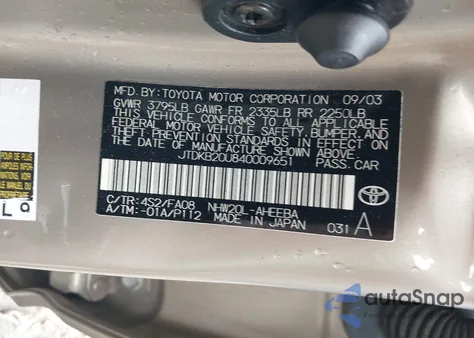 MFD. BY: TOYOTA MOTOR CORPORATION 09/03
GVWR 3795LB GAWR FR 2335LB RR 2250LB
THIS VEHICLE CONFORMS TO ALL APPLICABLE
FEDERAL MOTOR VEHICLE SAFETY, BUMPER, AND
THEFT PREVENTION STANDARDS IN EFFECT ON
THE DATE OF MANUFACTURE SHOWN ABOVE.
JTDKB20U840009651 PASS. CAR
C/TR: 4S2/FA08 NHW20L-AHEEBA
A/TM: -01A/P112 MADE IN JAPAN 031 A
L
autoSnap